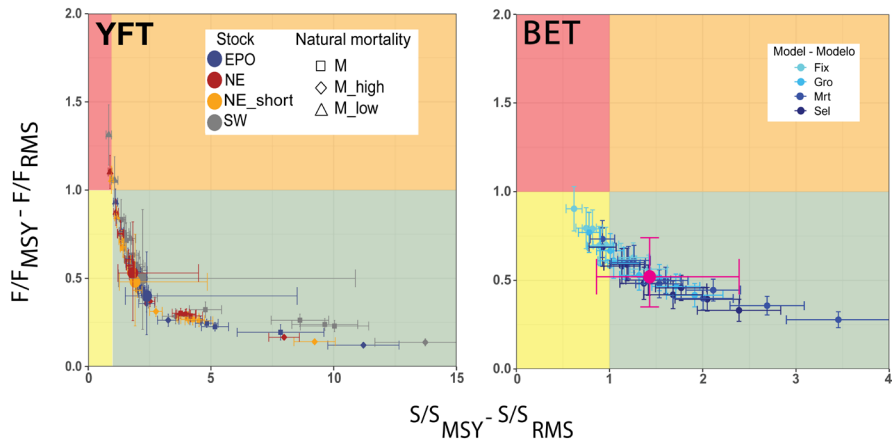 YFT
Stock
EPO
NE
NE_short
SW
Natural mortality
M
M_high
M_low
2.0
1.5
1.0
0.5
0.0
0
5
10
15
F/F_MSY - F/F_RMS
BET
Model - Modelo
Fix
Gro
Mrt
Sel
2.0
1.5
1.0
0.5
0.0
0
1
2
3
4
S/S_MSY - S/S_RMS